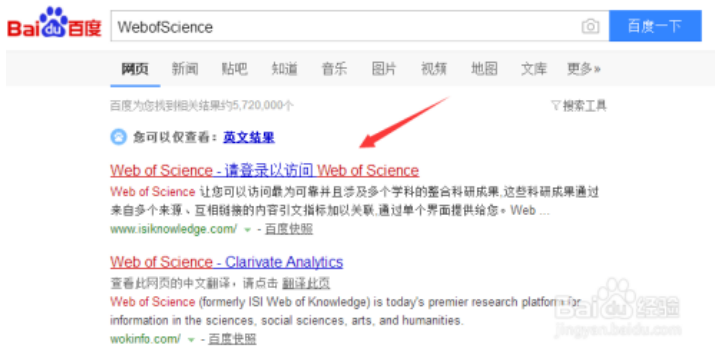 Bai du 百度 WebofScience 百度一下
网页 新闻 贴吧 知道 音乐 图片 视频 地图 文库 更多»
百度为您找到相关结果约5,720,000个 搜索工具
您可以仅查看：英文结果
Web of Science - 请登录以访问 Web of Science
Web of Science 让您可以访问最为可靠并且涉及多个学科的整合科研成果,这些科研成果通过
来自多个来源、互相链接的内容引文指标加以关联,通过单个界面提供给您。Web ...
www.isiknowledge.com/ - 百度快照
Web of Science - Clarivate Analytics
查看此网页的中文翻译，请点击 翻译此页
Web of Science (formerly ISI Web of Knowledge) is today's premier research platform for
information in the sciences, social sciences, arts, and humanities.
wokinfo.com/ - 百度快照
Bai du 经验
jingyan.baidu.com